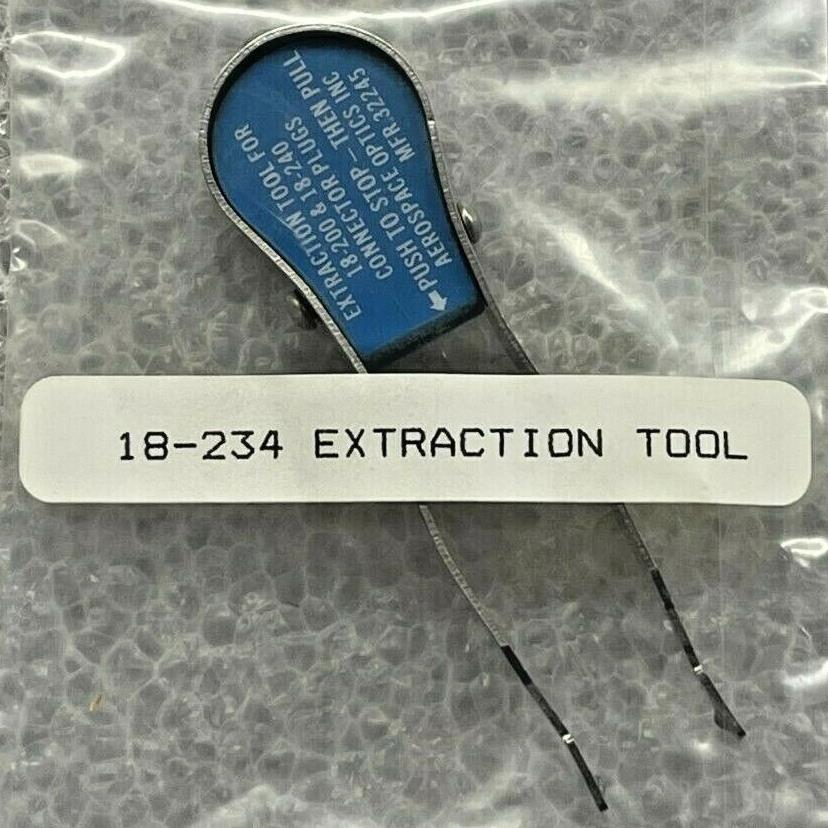 EXTRACTION TOOL FOR
18-200 & 18-240
CONNECTOR PLUGS
PUSH TO STOP — THEN PULL
AEROSPACE OPTICS INC
MFR 32245
18-234 EXTRACTION TOOL